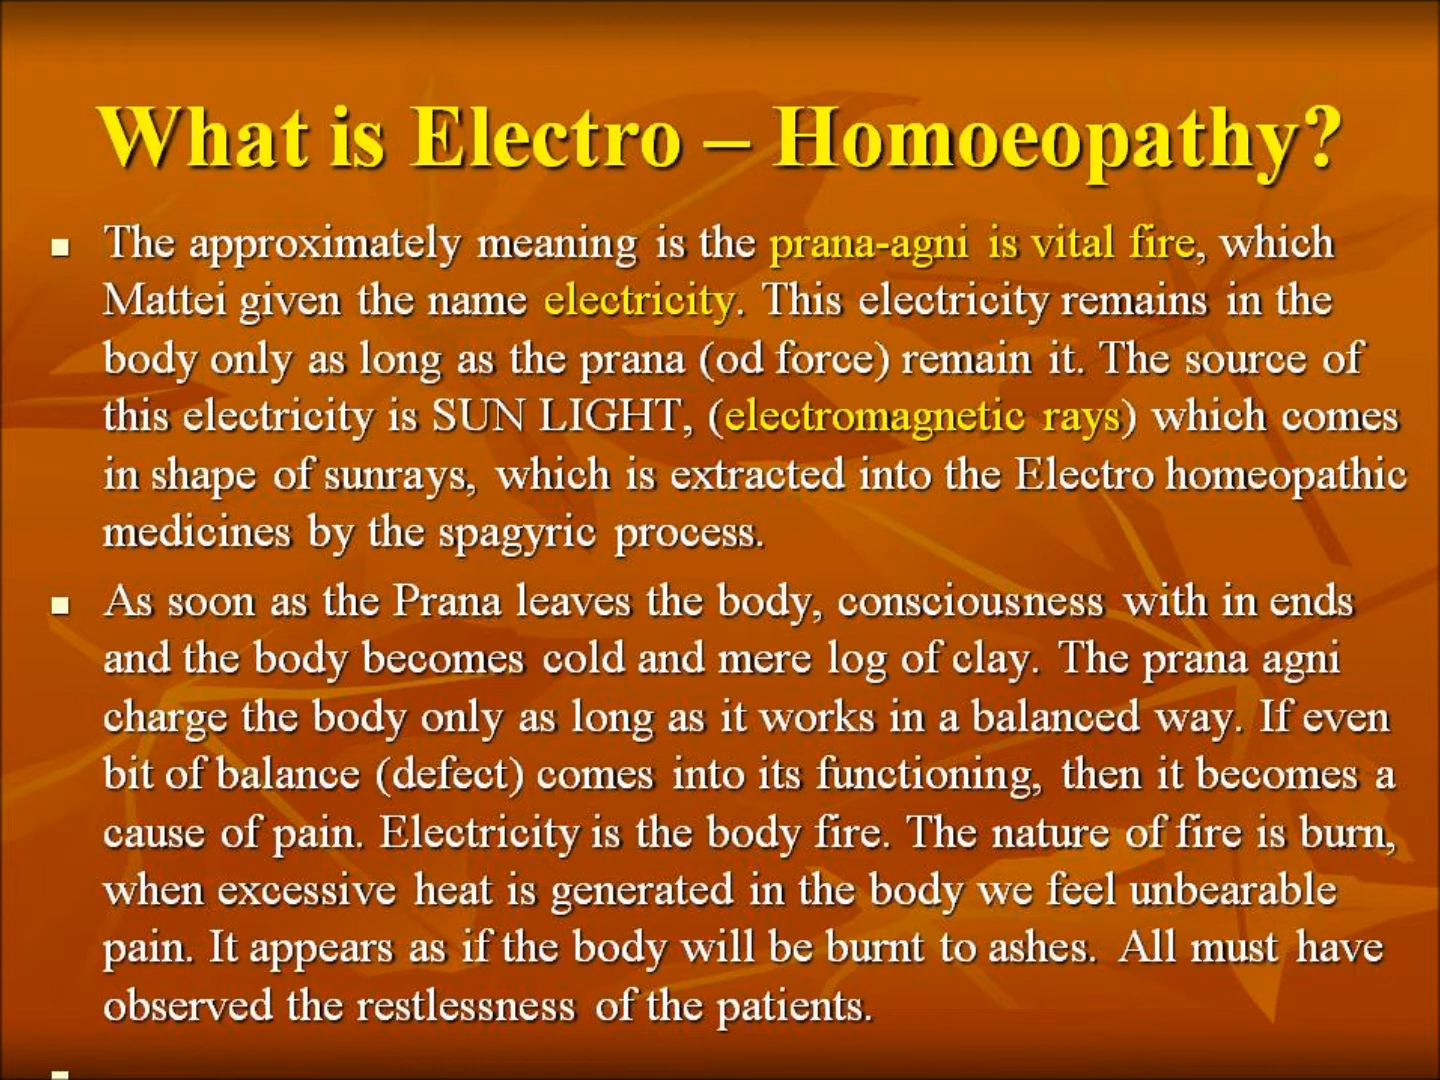 What is Electro – Homoeopathy?
The approximately meaning is the prana-agni is vital fire, which
Mattei given the name electricity. This electricity remains in the
body only as long as the prana (od force) remain it. The source of
this electricity is SUN LIGHT, (electromagnetic rays) which comes
in shape of sunrays, which is extracted into the Electro homeopathic
medicines by the spagyric process.
As soon as the Prana leaves the body, consciousness with in ends
and the body becomes cold and mere log of clay. The prana agni
charge the body only as long as it works in a balanced way. If even
bit of balance (defect) comes into its functioning, then it becomes a
cause of pain. Electricity is the body fire. The nature of fire is burn,
when excessive heat is generated in the body we feel unbearable
pain. It appears as if the body will be burnt to ashes. All must have
observed the restlessness of the patients.